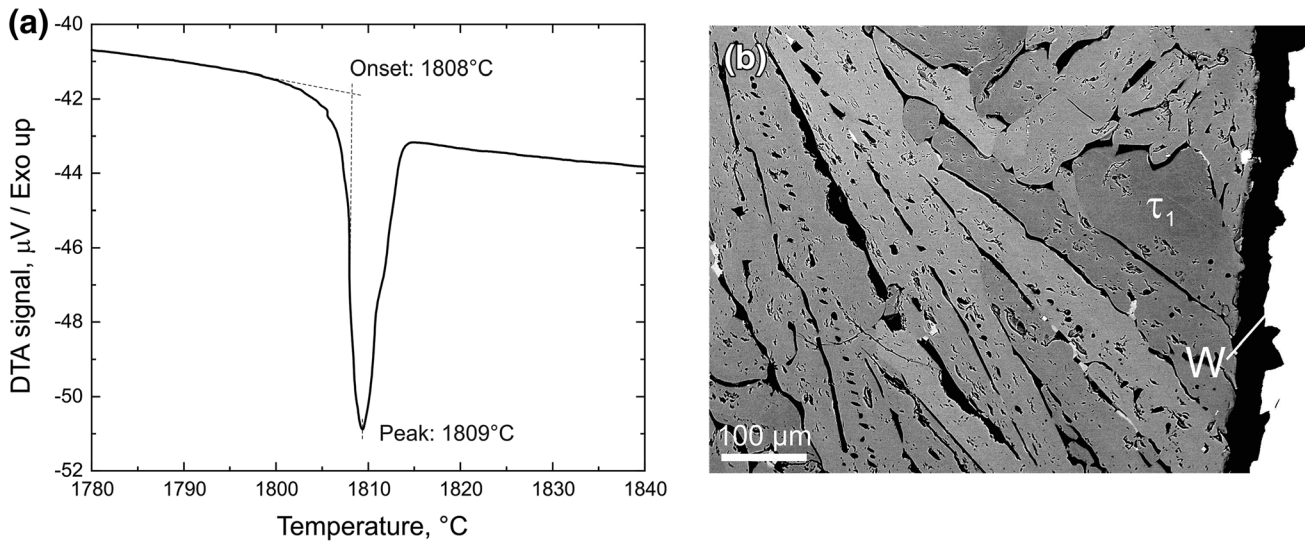 (a)
-40
-42
-44
-46
-48
-50
-52
DTA signal, µV / Exo up
Onset: 1808°C
Peak: 1809°C
1780 1790 1800 1810 1820 1830 1840
Temperature, °C
(b)
τ1
W
100 µm